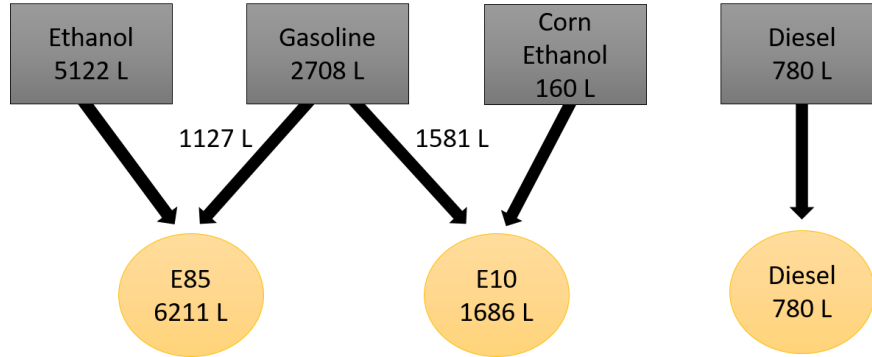 Ethanol
5122 L
Gasoline
2708 L
Corn
Ethanol
160 L
Diesel
780 L
1127 L
1581 L
E85
6211 L
E10
1686 L
Diesel
780 L